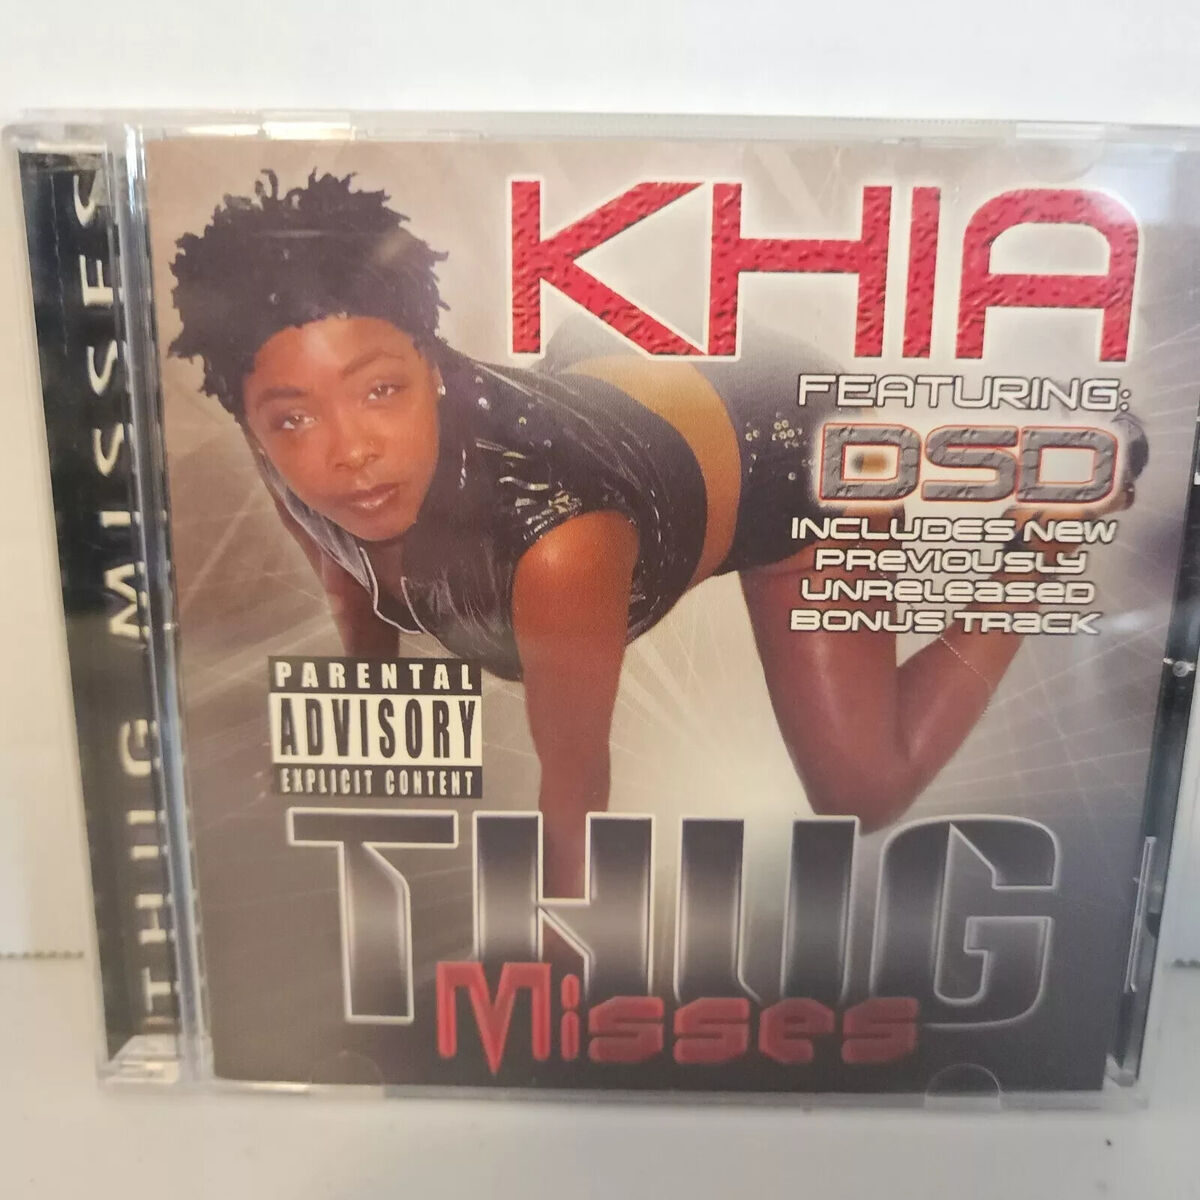 THUG MISSES
KHIA
FEATURING:
DSD
INCLUDES New
PREVIOUSLY
UNReLeaseD
BONUS TRaCK
PARENTAL
ADVISORY
EXPLICIT CONTENT
THUG
Misses